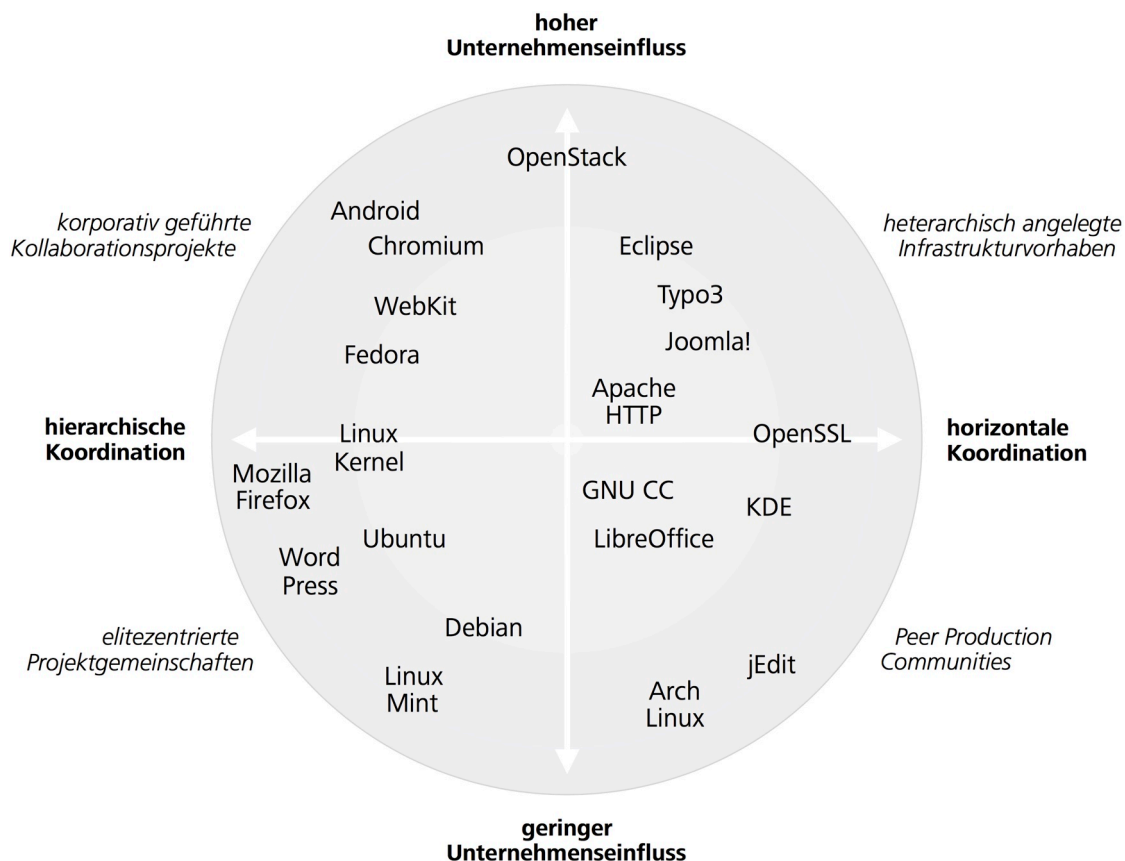 hoher
Unternehmenseinfluss
OpenStack
korporativ geführte
Kollaborationsprojekte
Android
Chromium
Eclipse
heterarchisch angelegte
Infrastrukturvorhaben
WebKit
Typo3
Fedora
Joomla!
Apache
HTTP
hierarchische
Koordination
Linux
Kernel
OpenSSL
horizontale
Koordination
Mozilla
Firefox
GNU CC
KDE
Ubuntu
LibreOffice
Word
Press
elitezentrierte
Projektgemeinschaften
Debian
Peer Production
Communities
Linux
Mint
jEdit
Arch
Linux
geringer
Unternehmenseinfluss